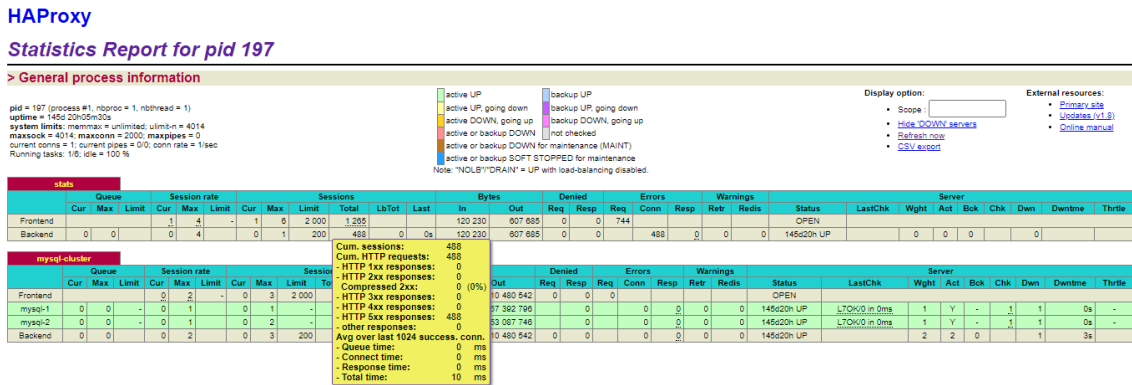 HAProxy
Statistics Report for pid 197
> General process information
pid = 197 (process #1, nbproc = 1, nbthread = 1)
uptime = 145d 20h05m30s
system limits: memmax = unlimited; ulimit-n = 4014
maxsock = 4014; maxconn = 2000; maxpipes = 0
current conns = 1; current pipes = 0/0; conn rate = 1/sec
Running tasks: 1/6; idle = 100 %
active UP backup UP
active UP, going down backup UP, going down
active DOWN, going up backup DOWN, going up
active or backup DOWN not checked
active or backup DOWN for maintenance (MAINT)
active or backup SOFT STOPPED for maintenance
Note: "NOLB"/"DRAIN" = UP with load-balancing disabled.
Display option:
Scope :
Hide 'DOWN' servers
Refresh now
CSV export
External resources:
Primary site
Updates (v1.8)
Online manual
stats
Queue Session rate Sessions Bytes Denied Errors Warnings Server
Cur Max Limit Cur Max Limit Cur Max Limit Total LbTot Last In Out Req Resp Req Conn Resp Retr Redis Status LastChk Wght Act Bck Chk Dwn Dwntme Thrtle
Frontend 1 4 - 1 6 2 000 1 265 120 230 607 685 0 0 744 OPEN
Backend 0 0 0 4 0 1 200 488 0 0s 120 230 607 685 0 0 488 0 0 0 145d20h UP 0 0 0 0
mysql-cluster
Queue Session rate Session Denied Errors Warnings Server
Cur Max Limit Cur Max Limit Cur Max Limit To Out Req Resp Req Conn Resp Retr Redis Status LastChk Wght Act Bck Chk Dwn Dwntme Thrtle
Frontend 0 2 - 0 3 2 000 10 480 542 0 0 0 OPEN
mysql-1 0 0 - 0 1 0 1 - 57 392 796 0 0 0 0 0 145d20h UP L7OK/0 in 0ms 1 Y - 1 1 0s -
mysql-2 0 0 - 0 1 0 2 - 53 087 746 0 0 0 0 0 145d20h UP L7OK/0 in 0ms 1 Y - 1 1 0s -
Backend 0 0 0 2 0 3 200 10 480 542 0 0 0 0 0 0 145d20h UP 2 2 0 1 3s
Cum. sessions: 488
Cum. HTTP requests: 488
- HTTP 1xx responses: 0
- HTTP 2xx responses: 0
Compressed 2xx: 0 (0%)
- HTTP 3xx responses: 0
- HTTP 4xx responses: 0
- HTTP 5xx responses: 488
- other responses: 0
Avg over last 1024 success. conn.
- Queue time: 0 ms
- Connect time: 0 ms
- Response time: 0 ms
- Total time: 10 ms